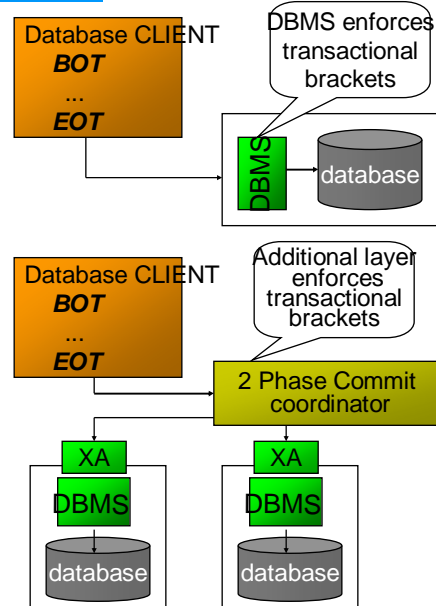 Database CLIENT
BOT
...
EOT
DBMS enforces
transactional
brackets
DBMS
database
Database CLIENT
BOT
...
EOT
Additional layer
enforces
transactional
brackets
2 Phase Commit
coordinator
XA
DBMS
database
XA
DBMS
database